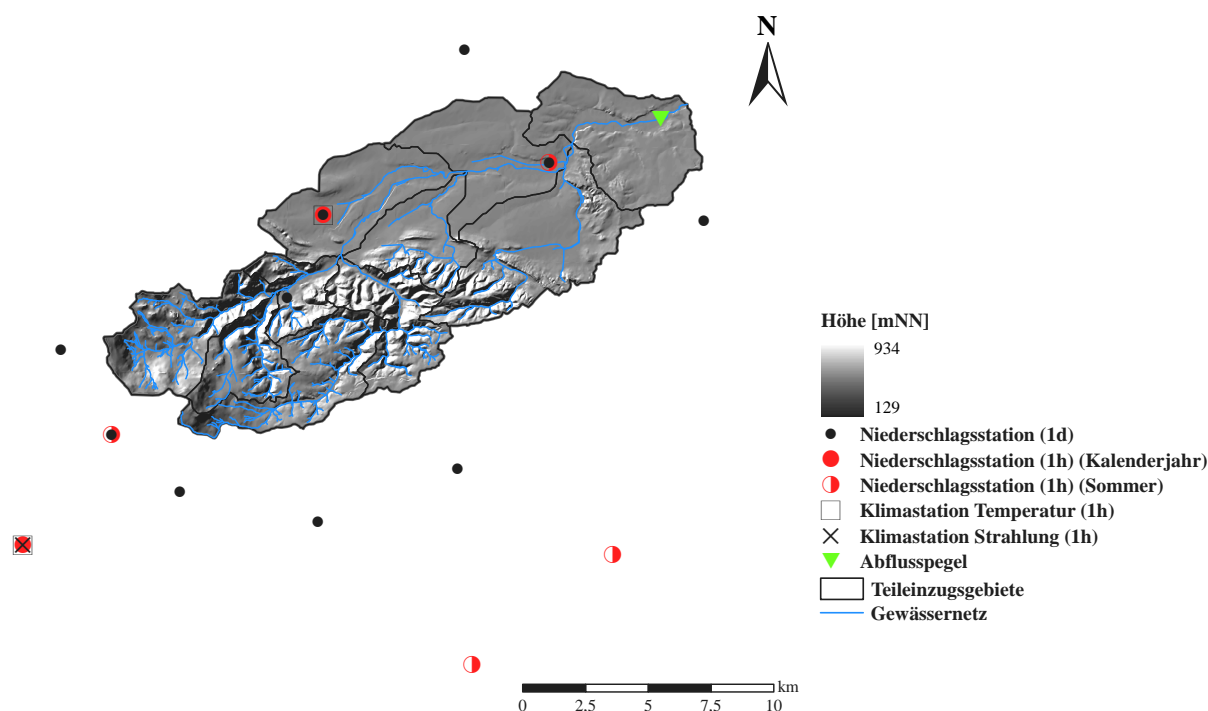 N
Höhe [mNN]
934
129
Niederschlagsstation (1d)
Niederschlagsstation (1h) (Kalenderjahr)
Niederschlagsstation (1h) (Sommer)
Klimastation Temperatur (1h)
Klimastation Strahlung (1h)
Abflusspegel
Teileinzugsgebiete
Gewässernetz
km
0 2,5 5 7,5 10